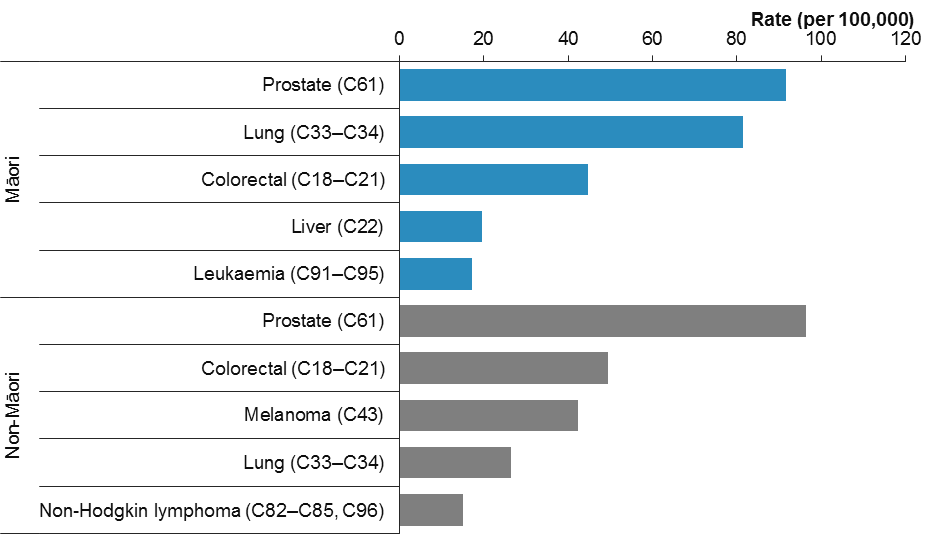 Rate (per 100,000)
0 20 40 60 80 100 120
Māori
Prostate (C61)
Lung (C33–C34)
Colorectal (C18–C21)
Liver (C22)
Leukaemia (C91–C95)
Non-Māori
Prostate (C61)
Colorectal (C18–C21)
Melanoma (C43)
Lung (C33–C34)
Non-Hodgkin lymphoma (C82–C85, C96)